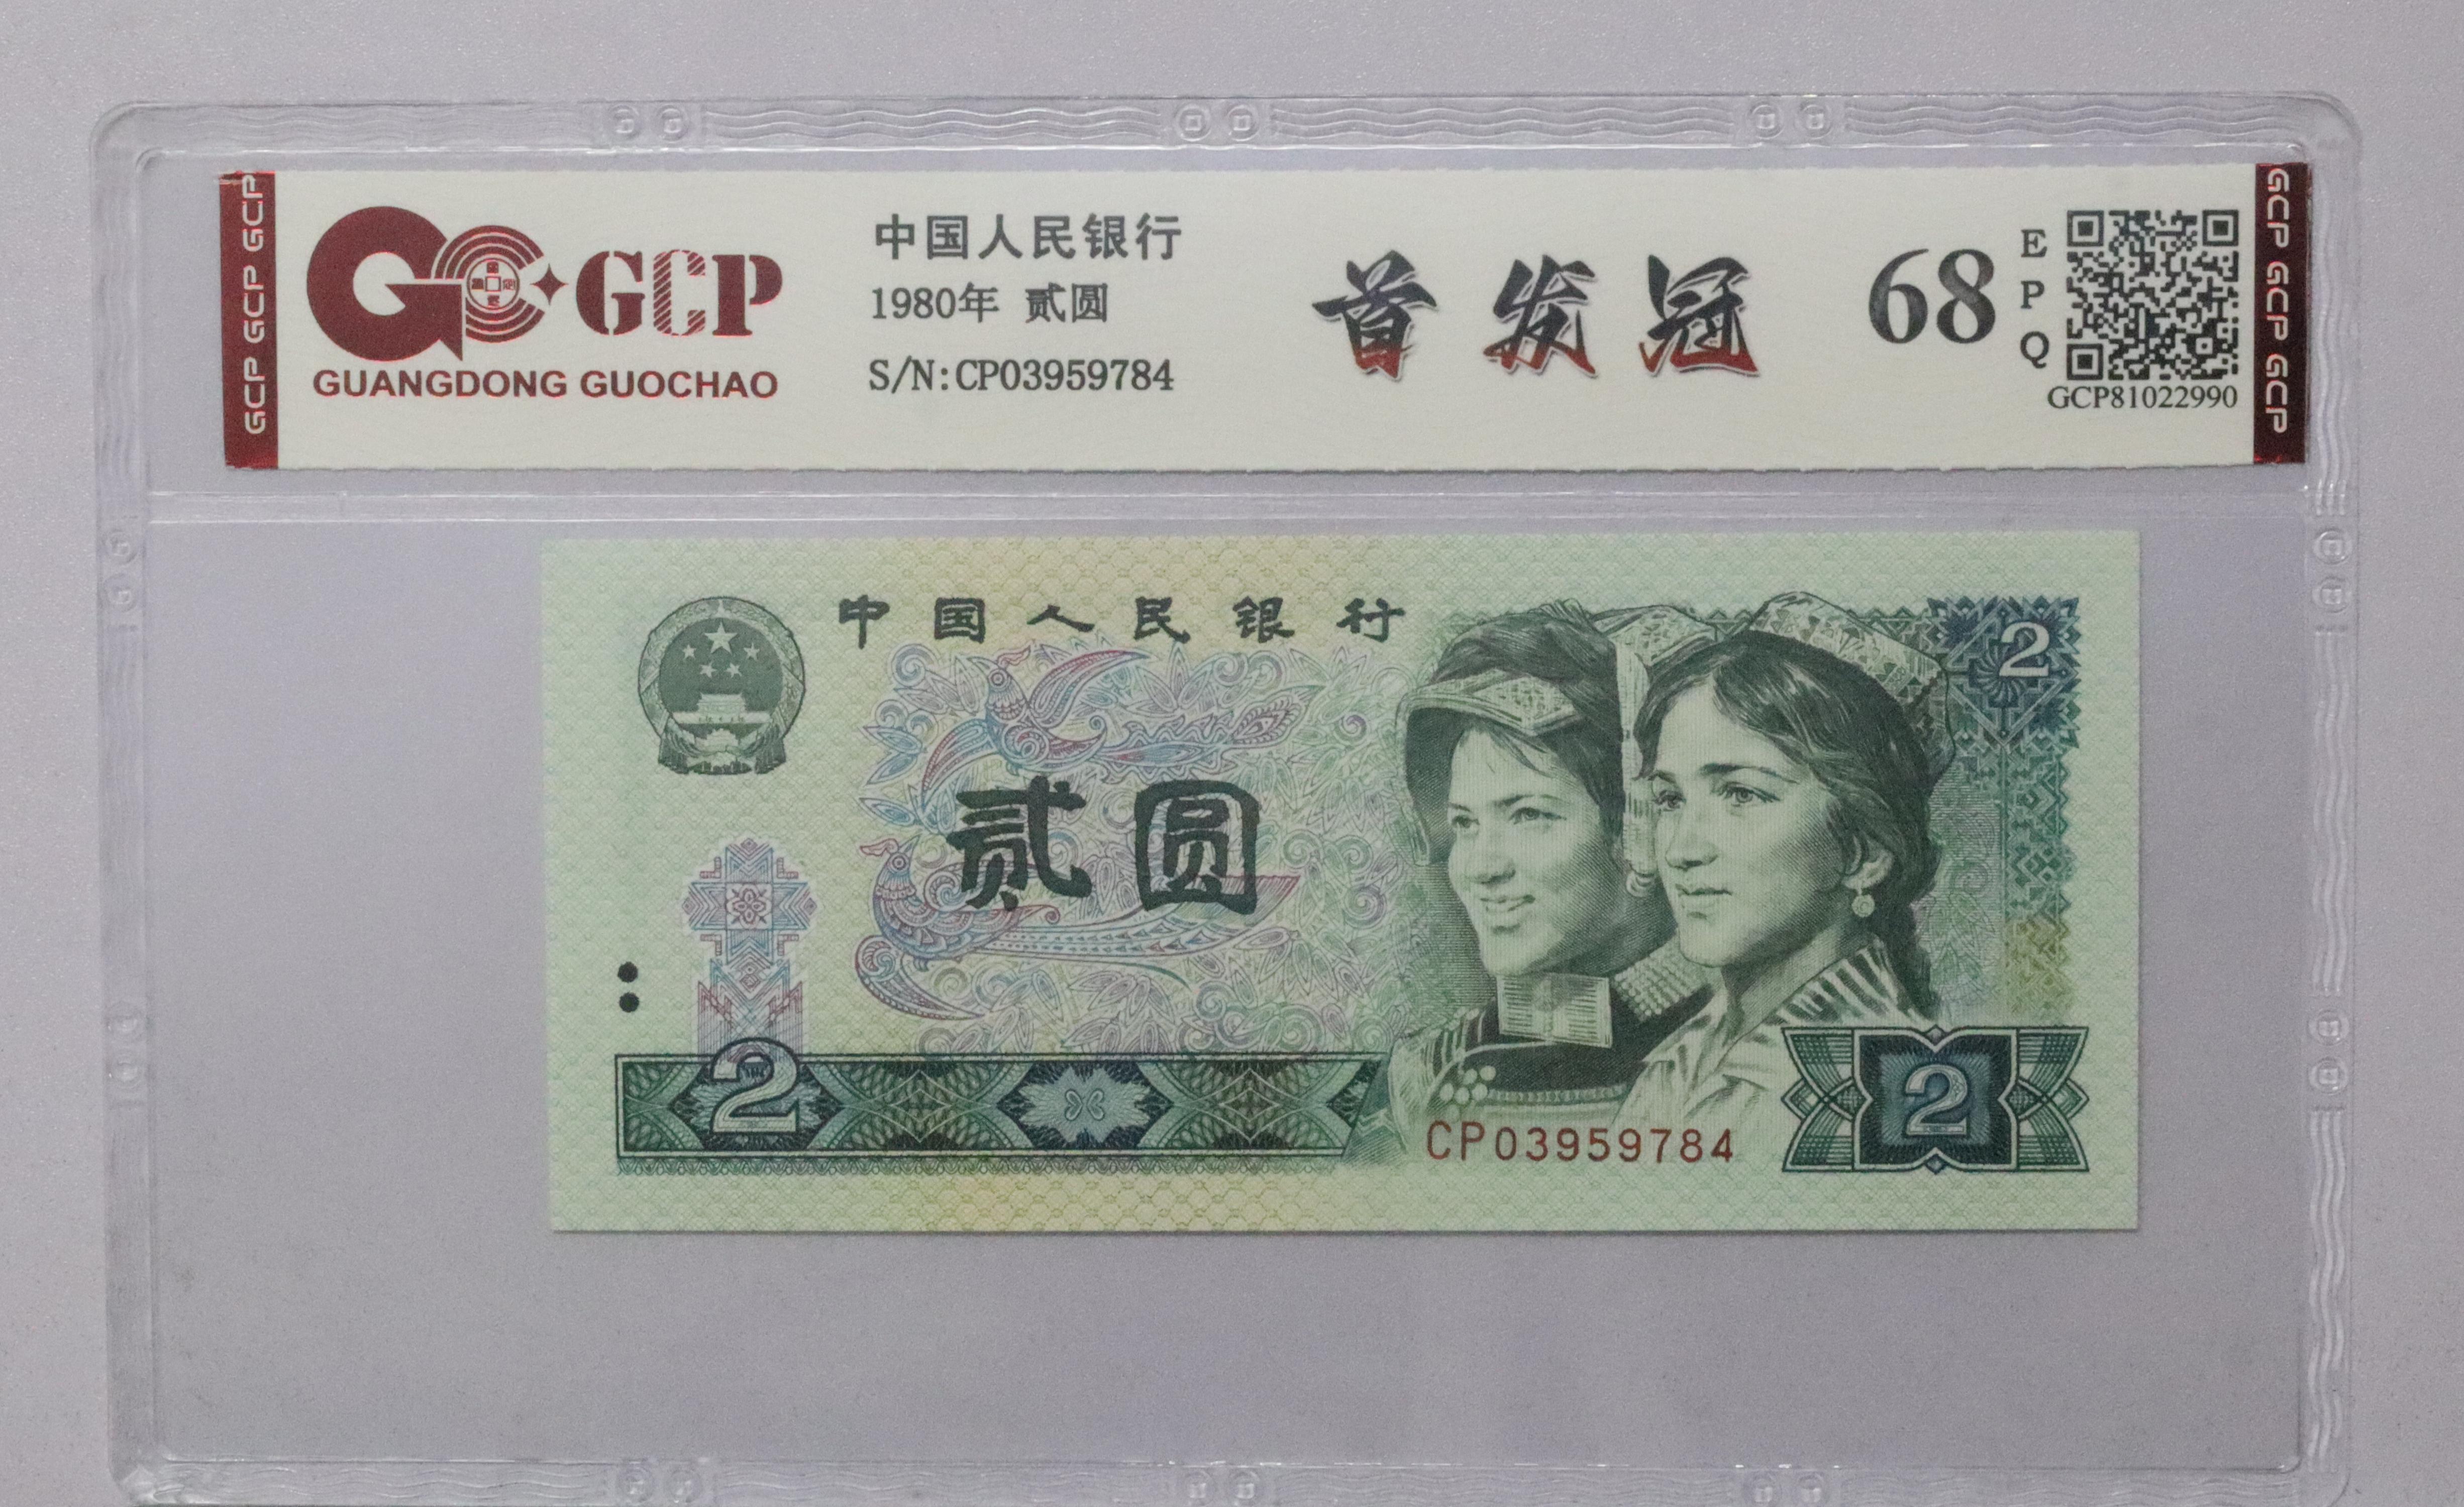 GCP GCP GCP
GCP
GUANGDONG GUOCHAO
中国人民银行
1980年 贰圆
S/N:CP03959784
首发冠
68
E
P
Q
GCP81022990
GCP GCP GCP
中国人民银行
2
贰圆
2
CP03959784
2